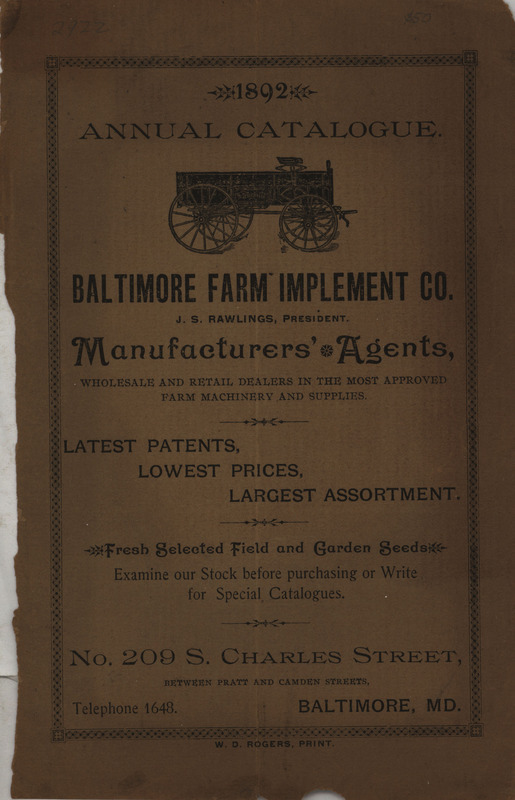 1892
ANNUAL CATALOGUE.
BALTIMORE FARM IMPLEMENT CO.
J. S. RAWLINGS, PRESIDENT.
Manufacturers' Agents,
WHOLESALE AND RETAIL DEALERS IN THE MOST APPROVED
FARM MACHINERY AND SUPPLIES.
LATEST PATENTS,
LOWEST PRICES,
LARGEST ASSORTMENT.
Fresh Selected Field and Garden Seeds
Examine our Stock before purchasing or Write
for Special Catalogues.
No. 209 S. CHARLES STREET,
BETWEEN PRATT AND CAMDEN STREETS,
Telephone 1648. BALTIMORE, MD.
W. D. ROGERS, PRINT.